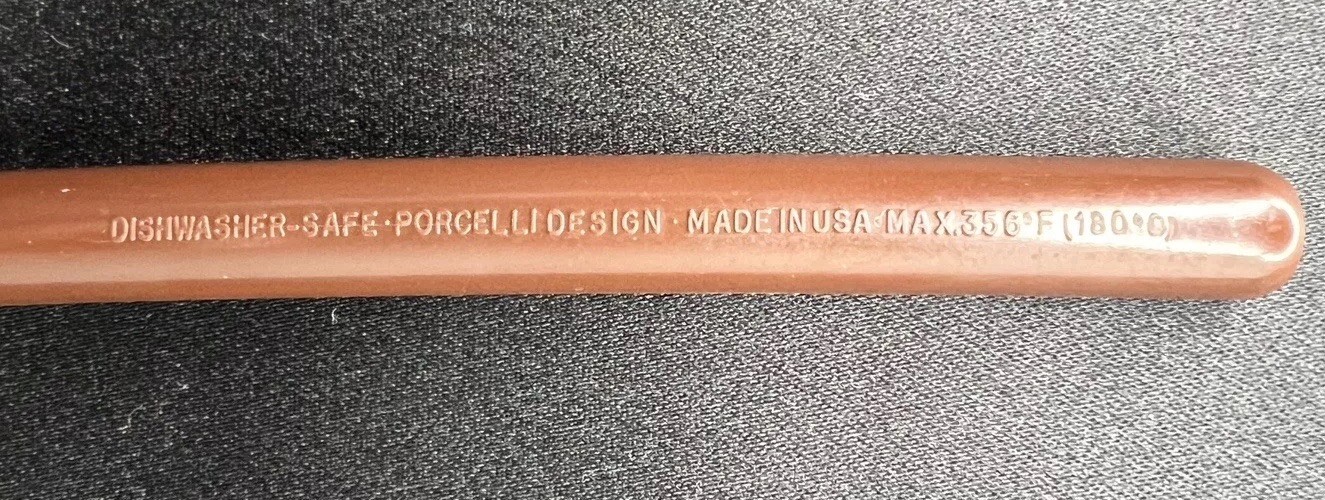 DISHWASHER-SAFE·PORCELLI DESIGN · MADE IN USA·MAX.356°F (180°C)